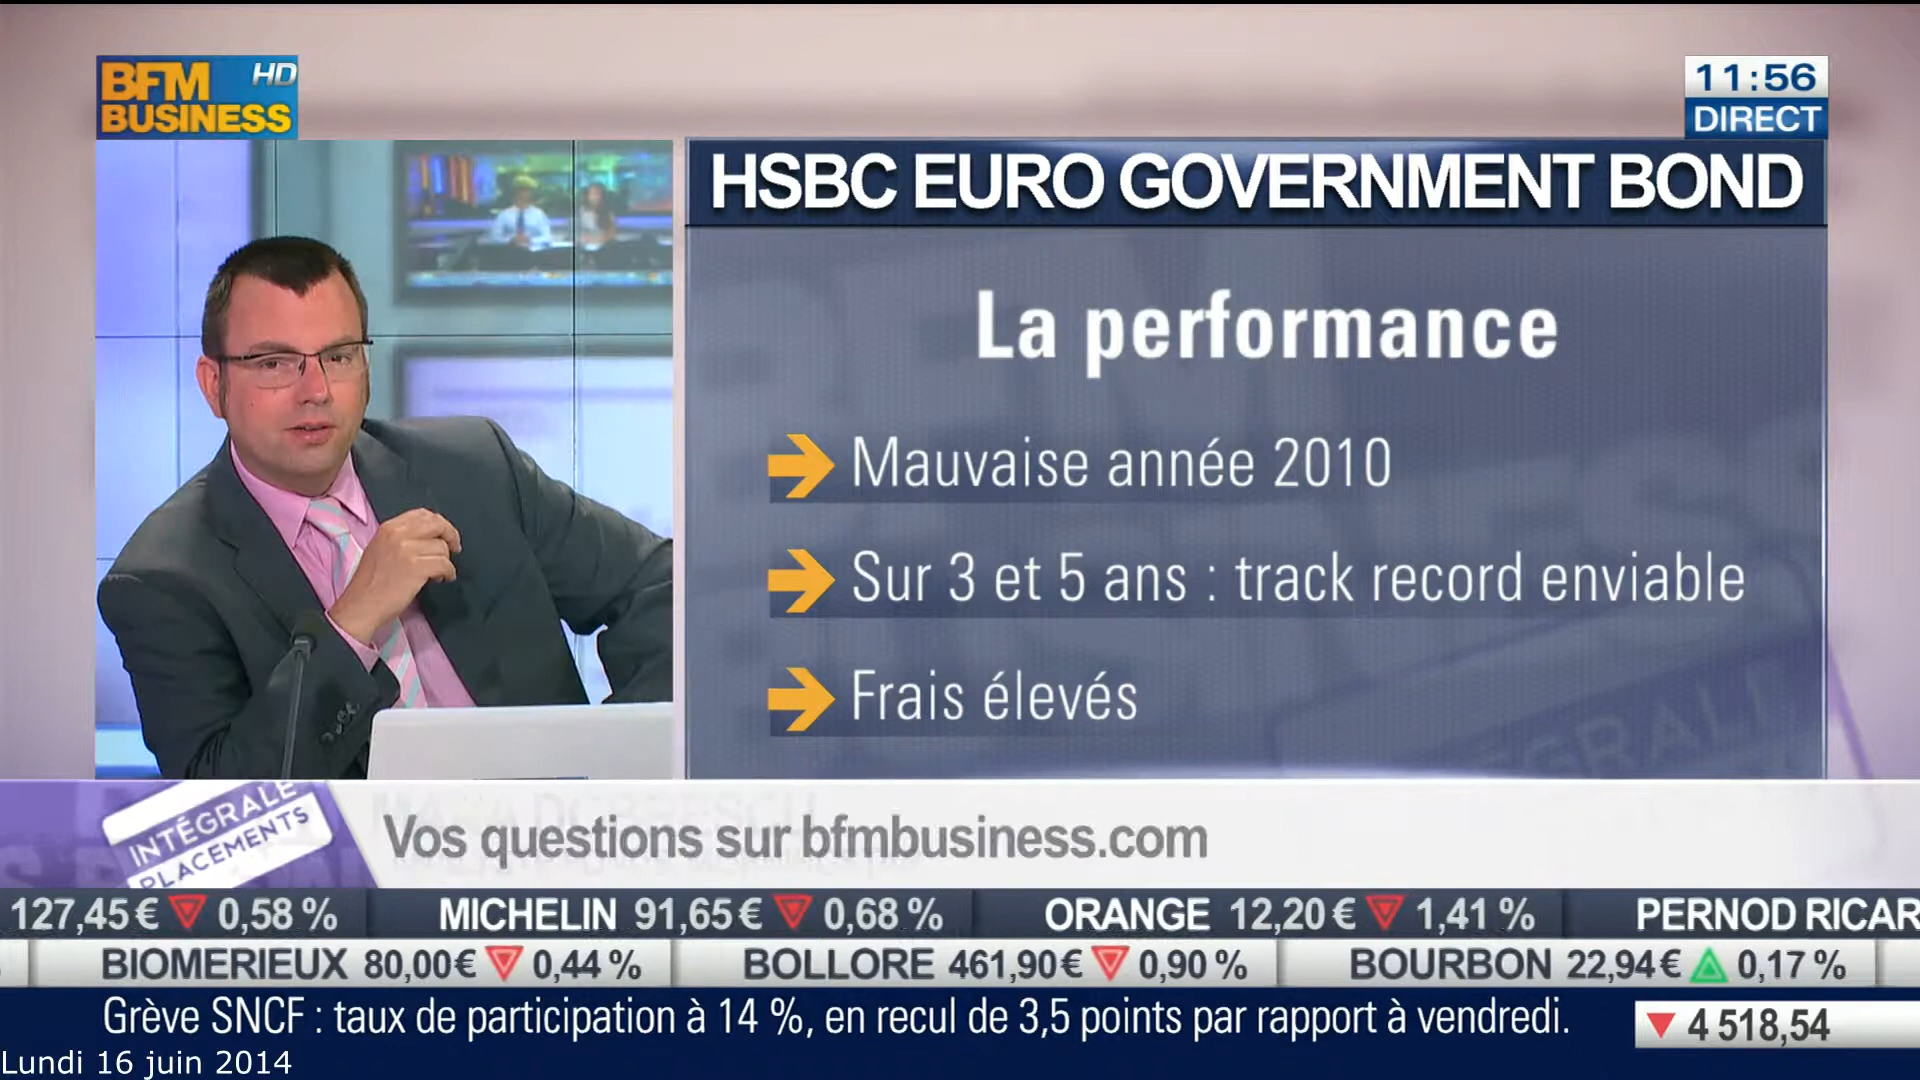 BFM HD
BUSINESS
11:56
DIRECT
HSBC EURO GOVERNMENT BOND
La performance
Mauvaise année 2010
Sur 3 et 5 ans : track record enviable
Frais élevés
INTÉGRALE
PLACEMENTS
Vos questions sur bfmbusiness.com
127,45€ ▼ 0,58 % MICHELIN 91,65€ ▼ 0,68 % ORANGE 12,20€ ▼ 1,41 % PERNOD RICAR
BIOMERIEUX 80,00€ ▼ 0,44 % BOLLORE 461,90€ ▼ 0,90 % BOURBON 22,94€ ▲ 0,17 %
Grève SNCF : taux de participation à 14 %, en recul de 3,5 points par rapport à vendredi.
▼ 4 518,54
Lundi 16 juin 2014